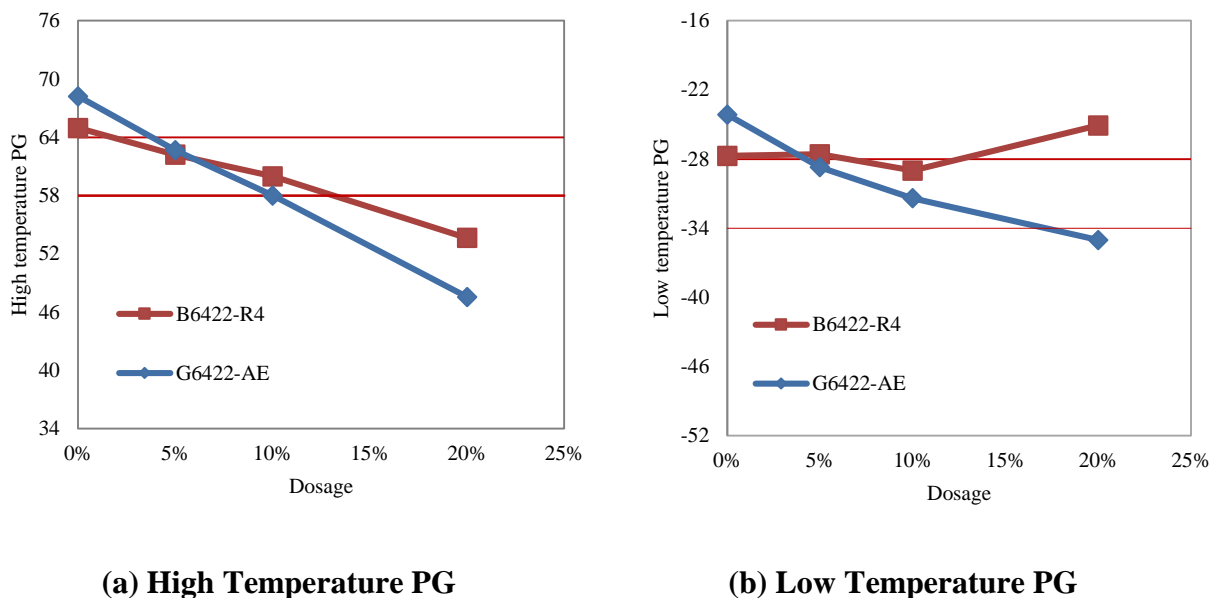 76
70
64
58
52
46
40
34
High temperature PG
B6422-R4
G6422-AE
0% 5% 10% 15% 20% 25%
Dosage
(a) High Temperature PG
-16
-22
-28
-34
-40
-46
-52
Low temperature PG
B6422-R4
G6422-AE
0% 5% 10% 15% 20% 25%
Dosage
(b) Low Temperature PG